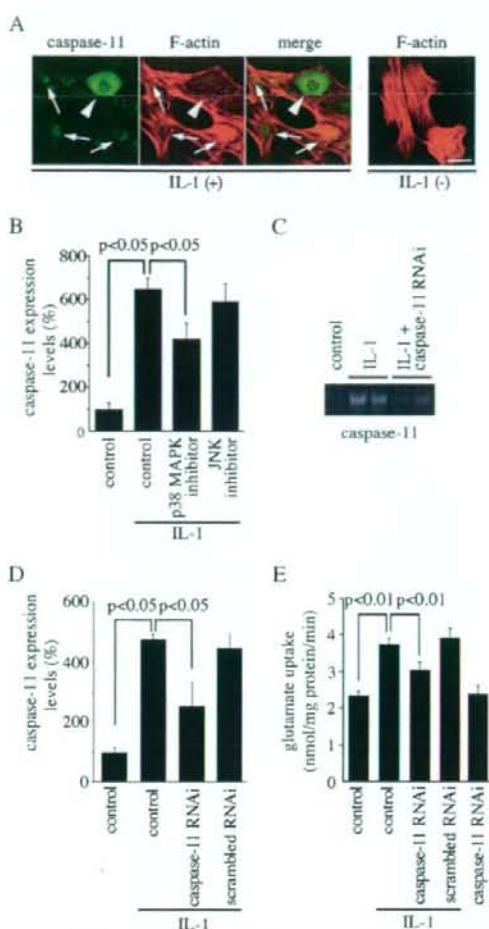 A
caspase-11
F-actin
merge
F-actin
IL-1 (+)
IL-1 (-)
B
p<0.05 p<0.05
caspase-11 expression
levels (%)
800
600
400
200
0
control
control
p38 MAPK
inhibitor
JNK
inhibitor
IL-1
C
control
IL-1
IL-1 +
caspase-11 RNAi
caspase-11
D
p<0.05 p<0.05
caspase-11 expression
levels (%)
600
400
200
0
control
control
caspase-11 RNAi
scrambled RNAi
IL-1
E
p<0.01 p<0.01
glutamate uptake
(nmol/mg protein/min)
5
4
3
2
1
0
control
control
caspase-11 RNAi
scrambled RNAi
caspase-11 RNAi
IL-1